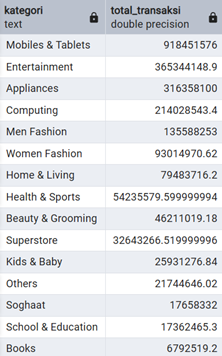 kategori total_transaksi
text double precision
Mobiles & Tablets 918451576
Entertainment 365344148.9
Appliances 316358100
Computing 214028543.4
Men Fashion 135588253
Women Fashion 93014970.62
Home & Living 79483716.2
Health & Sports 54235579.599999994
Beauty & Grooming 46211019.18
Superstore 32643266.519999996
Kids & Baby 25931276.84
Others 21744646.02
Soghaat 17658332
School & Education 17362465.3
Books 6792519.2